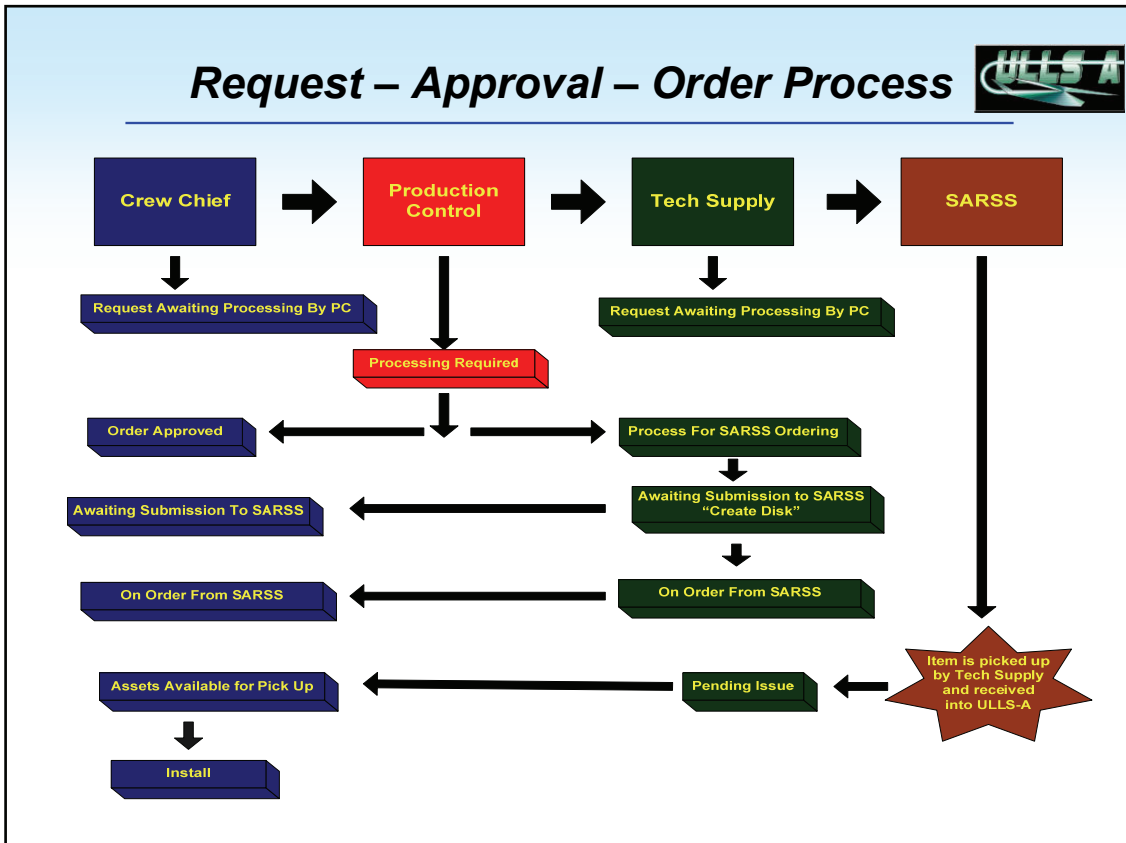 Request – Approval – Order Process
ULLS A
Crew Chief
Production
Control
Tech Supply
SARSS
Request Awaiting Processing By PC
Request Awaiting Processing By PC
Processing Required
Order Approved
Process For SARSS Ordering
Awaiting Submission To SARSS
Awaiting Submission to SARSS
“Create Disk”
On Order From SARSS
On Order From SARSS
Item is picked up
by Tech Supply
and received
into ULLS-A
Assets Available for Pick Up
Pending Issue
Install